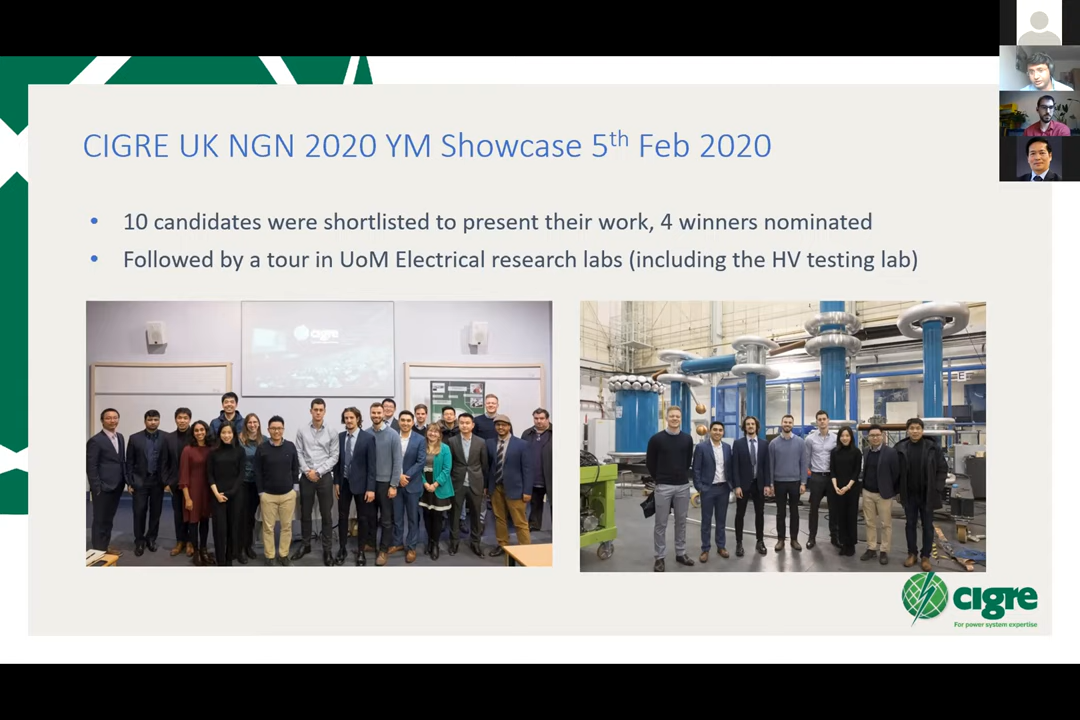 CIGRE UK NGN 2020 YM Showcase 5th Feb 2020
• 10 candidates were shortlisted to present their work, 4 winners nominated
• Followed by a tour in UoM Electrical research labs (including the HV testing lab)
cigre
E
cigre
For power system expertise